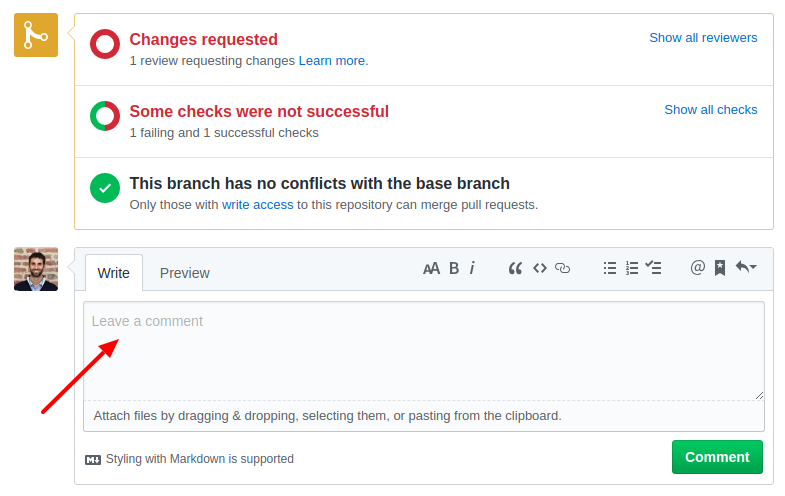 Changes requested
Show all reviewers
1 review requesting changes Learn more.
Some checks were not successful
Show all checks
1 failing and 1 successful checks
This branch has no conflicts with the base branch
Only those with write access to this repository can merge pull requests.
Write Preview AA B i “ <> @
Leave a comment
Attach files by dragging & dropping, selecting them, or pasting from the clipboard.
Styling with Markdown is supported
Comment